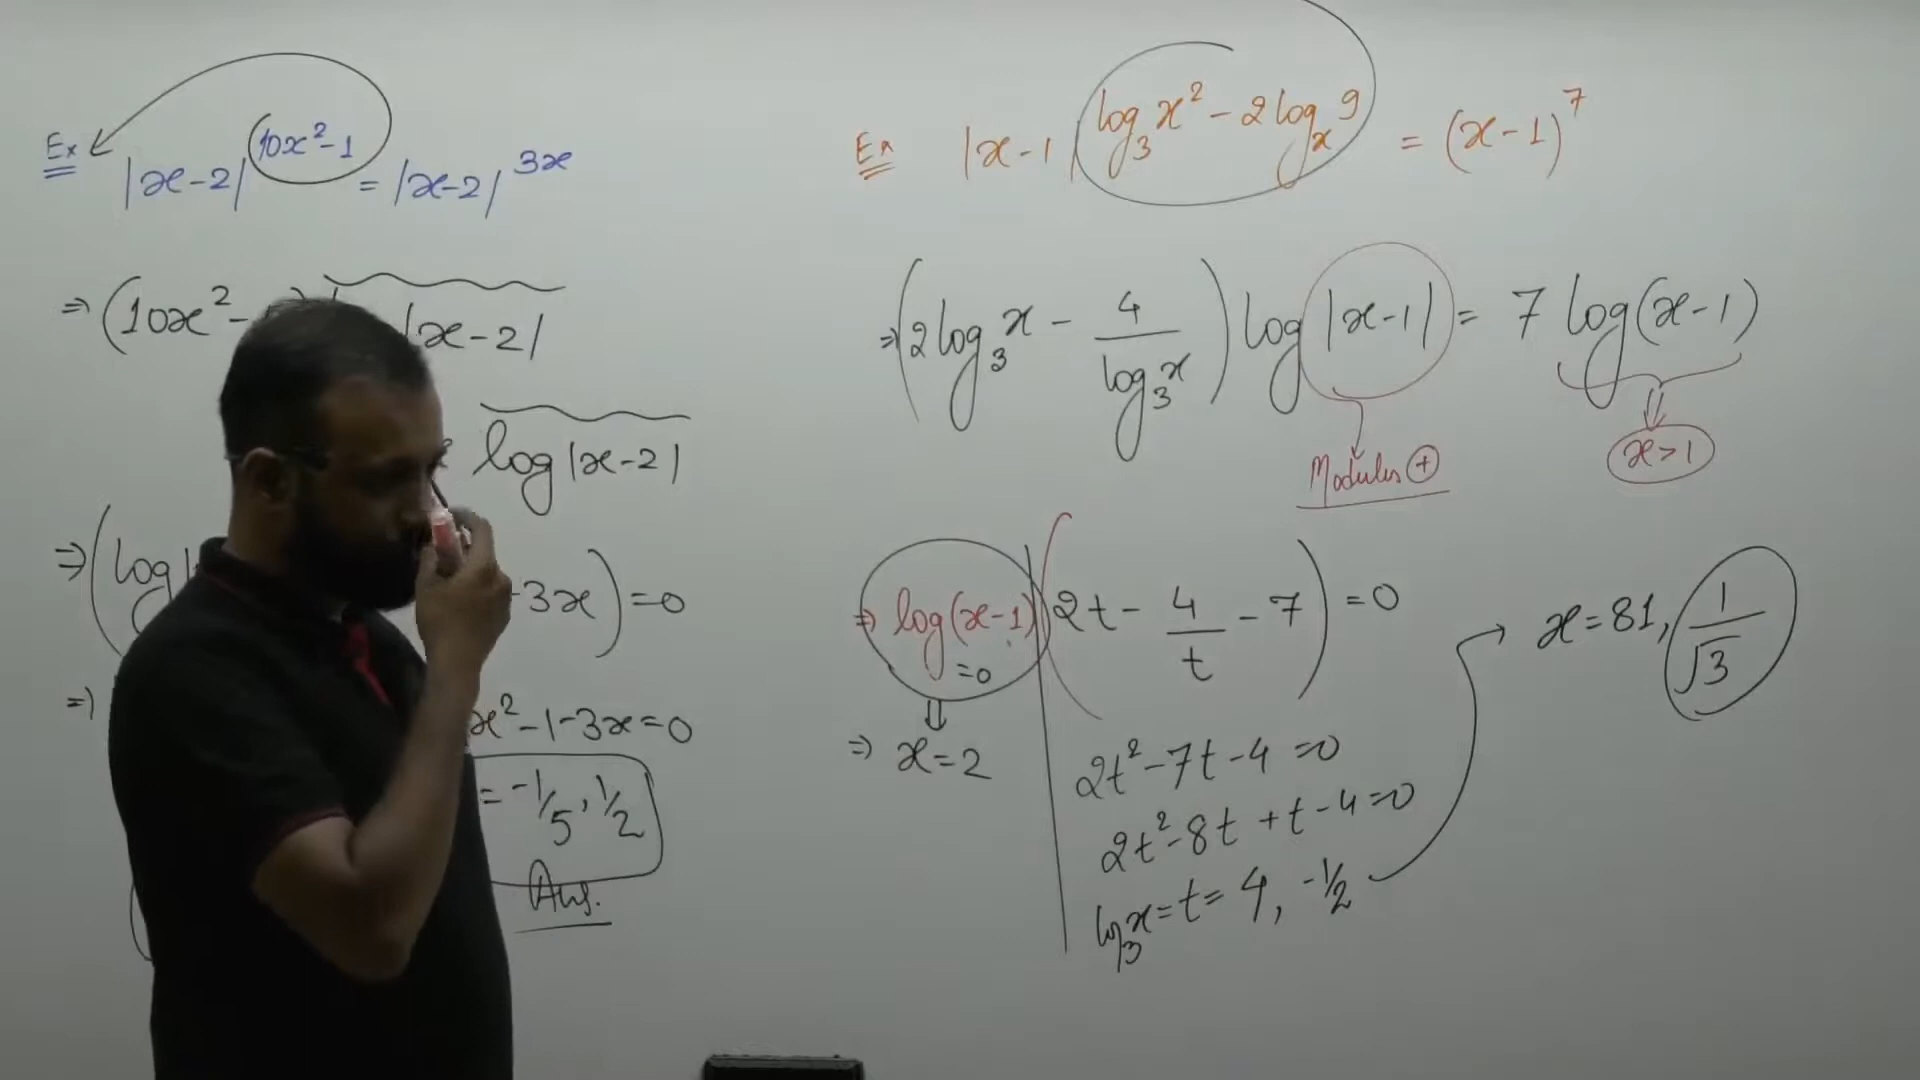 Ex |x-2|^(10x²-1) = |x-2|^(3x)
⇒ (10x²- |x-2|
log|x-2|
⇒ (log| -3x) = 0
⇒ x²-1-3x=0
= -1/5, 1/2
Ans.
Ex |x-1|^(log₃x² - 2logₓ9) = (x-1)⁷
⇒ (2log₃x - 4/log₃x) log|x-1| = 7 log(x-1)
Modulus ⊕
⇓
x>1
⇒ log(x-1) (2t - 4/t - 7) = 0
=0
⇓
⇒ x=2
2t²-7t-4=0
2t²-8t+t-4=0
log₃x=t= 4, -1/2
→ x=81, 1/√3